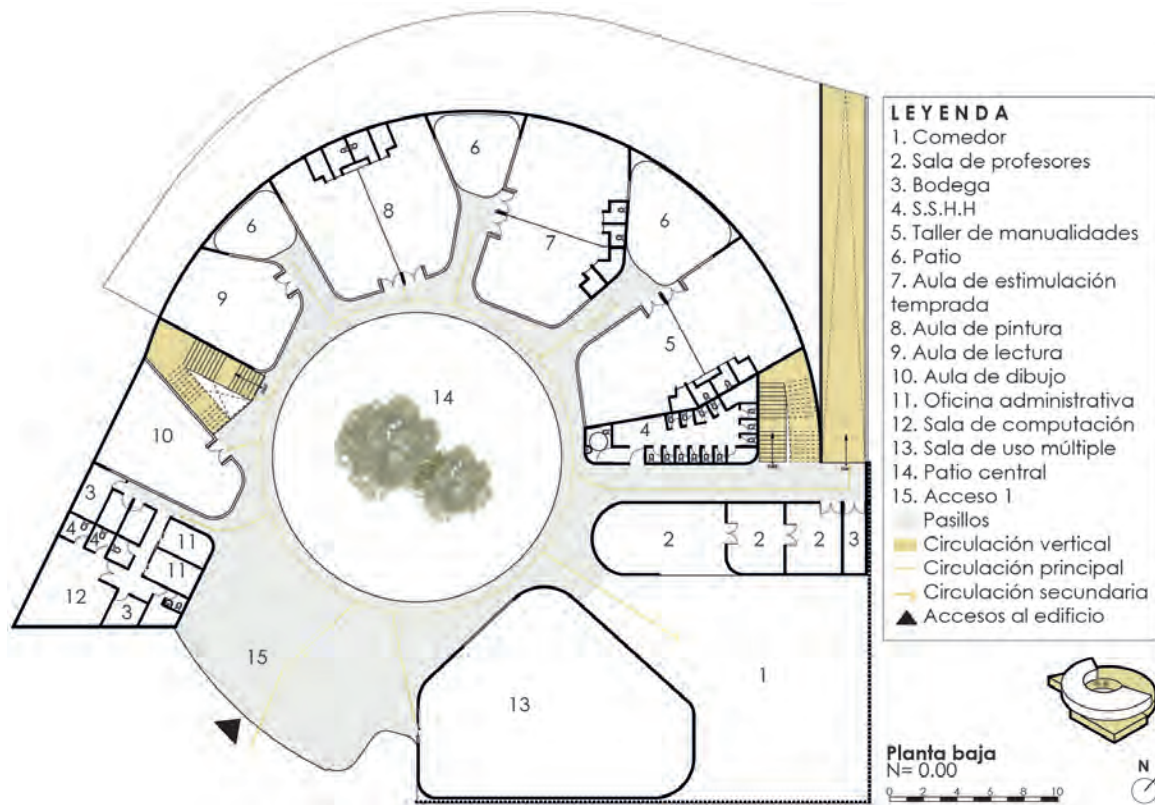 6
6
6
8
7
9
5
14
4
10
3
4
4
11
11
12
3
2
2
2
3
15
1
13
LEYENDA
1. Comedor
2. Sala de profesores
3. Bodega
4. S.S.H.H
5. Taller de manualidades
6. Patio
7. Aula de estimulación
temprada
8. Aula de pintura
9. Aula de lectura
10. Aula de dibujo
11. Oficina administrativa
12. Sala de computación
13. Sala de uso múltiple
14. Patio central
15. Acceso 1
Pasillos
Circulación vertical
Circulación principal
Circulación secundaria
Accesos al edificio
Planta baja
N= 0.00
0 2 4 6 8 10
N